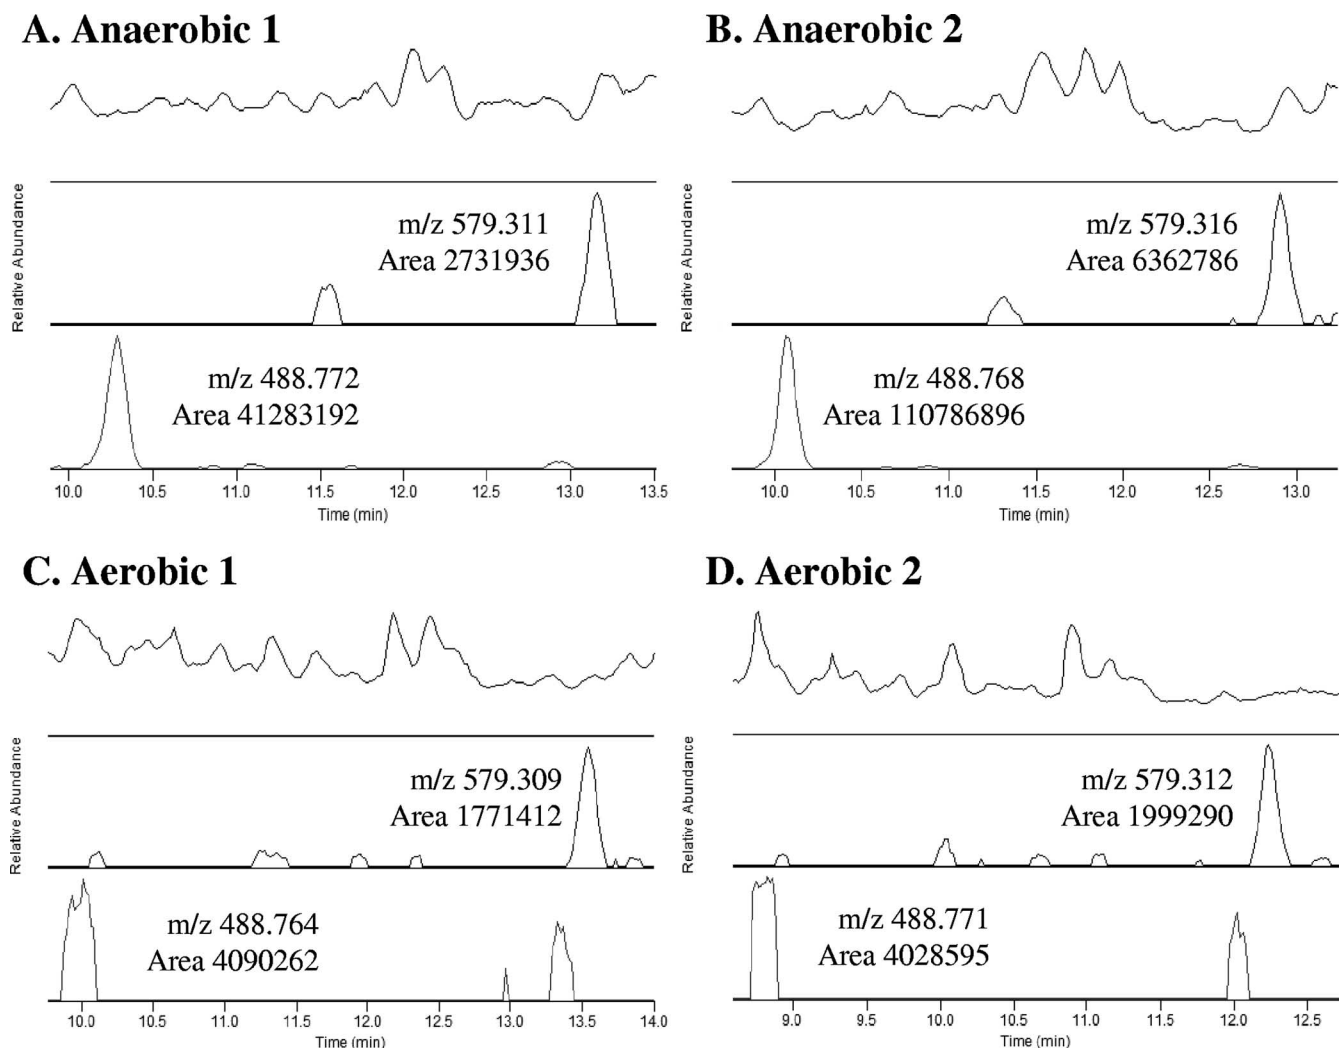 A. Anaerobic 1
Relative Abundance
m/z 579.311
Area 2731936
m/z 488.772
Area 41283192
10.0 10.5 11.0 11.5 12.0 12.5 13.0 13.5
Time (min)
B. Anaerobic 2
Relative Abundance
m/z 579.316
Area 6362786
m/z 488.768
Area 110786896
10.0 10.5 11.0 11.5 12.0 12.5 13.0
Time (min)
C. Aerobic 1
Relative Abundance
m/z 579.309
Area 1771412
m/z 488.764
Area 4090262
10.0 10.5 11.0 11.5 12.0 12.5 13.0 13.5 14.0
Time (min)
D. Aerobic 2
Relative Abundance
m/z 579.312
Area 1999290
m/z 488.771
Area 4028595
9.0 9.5 10.0 10.5 11.0 11.5 12.0 12.5
Time (min)